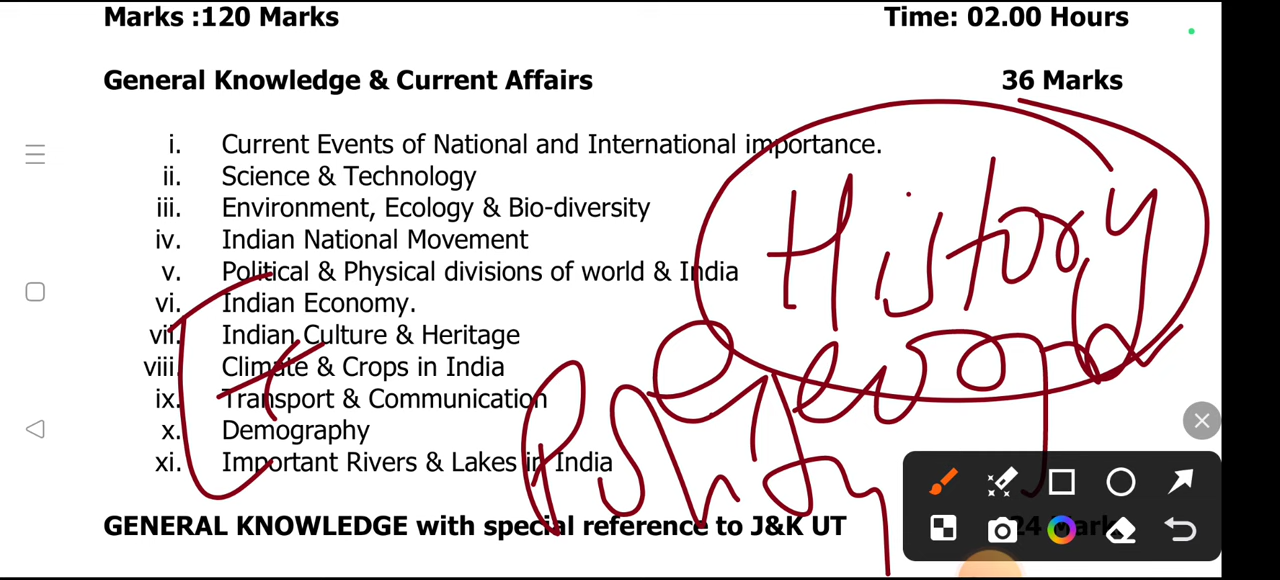 Marks :120 Marks Time: 02.00 Hours
General Knowledge & Current Affairs 36 Marks
i. Current Events of National and International importance.
ii. Science & Technology
iii. Environment, Ecology & Bio-diversity
iv. Indian National Movement
v. Political & Physical divisions of world & India
vi. Indian Economy.
vii. Indian Culture & Heritage
viii. Climate & Crops in India
ix. Transport & Communication
x. Demography
xi. Important Rivers & Lakes in India
GENERAL KNOWLEDGE with special reference to J&K UT 24 Mark
History